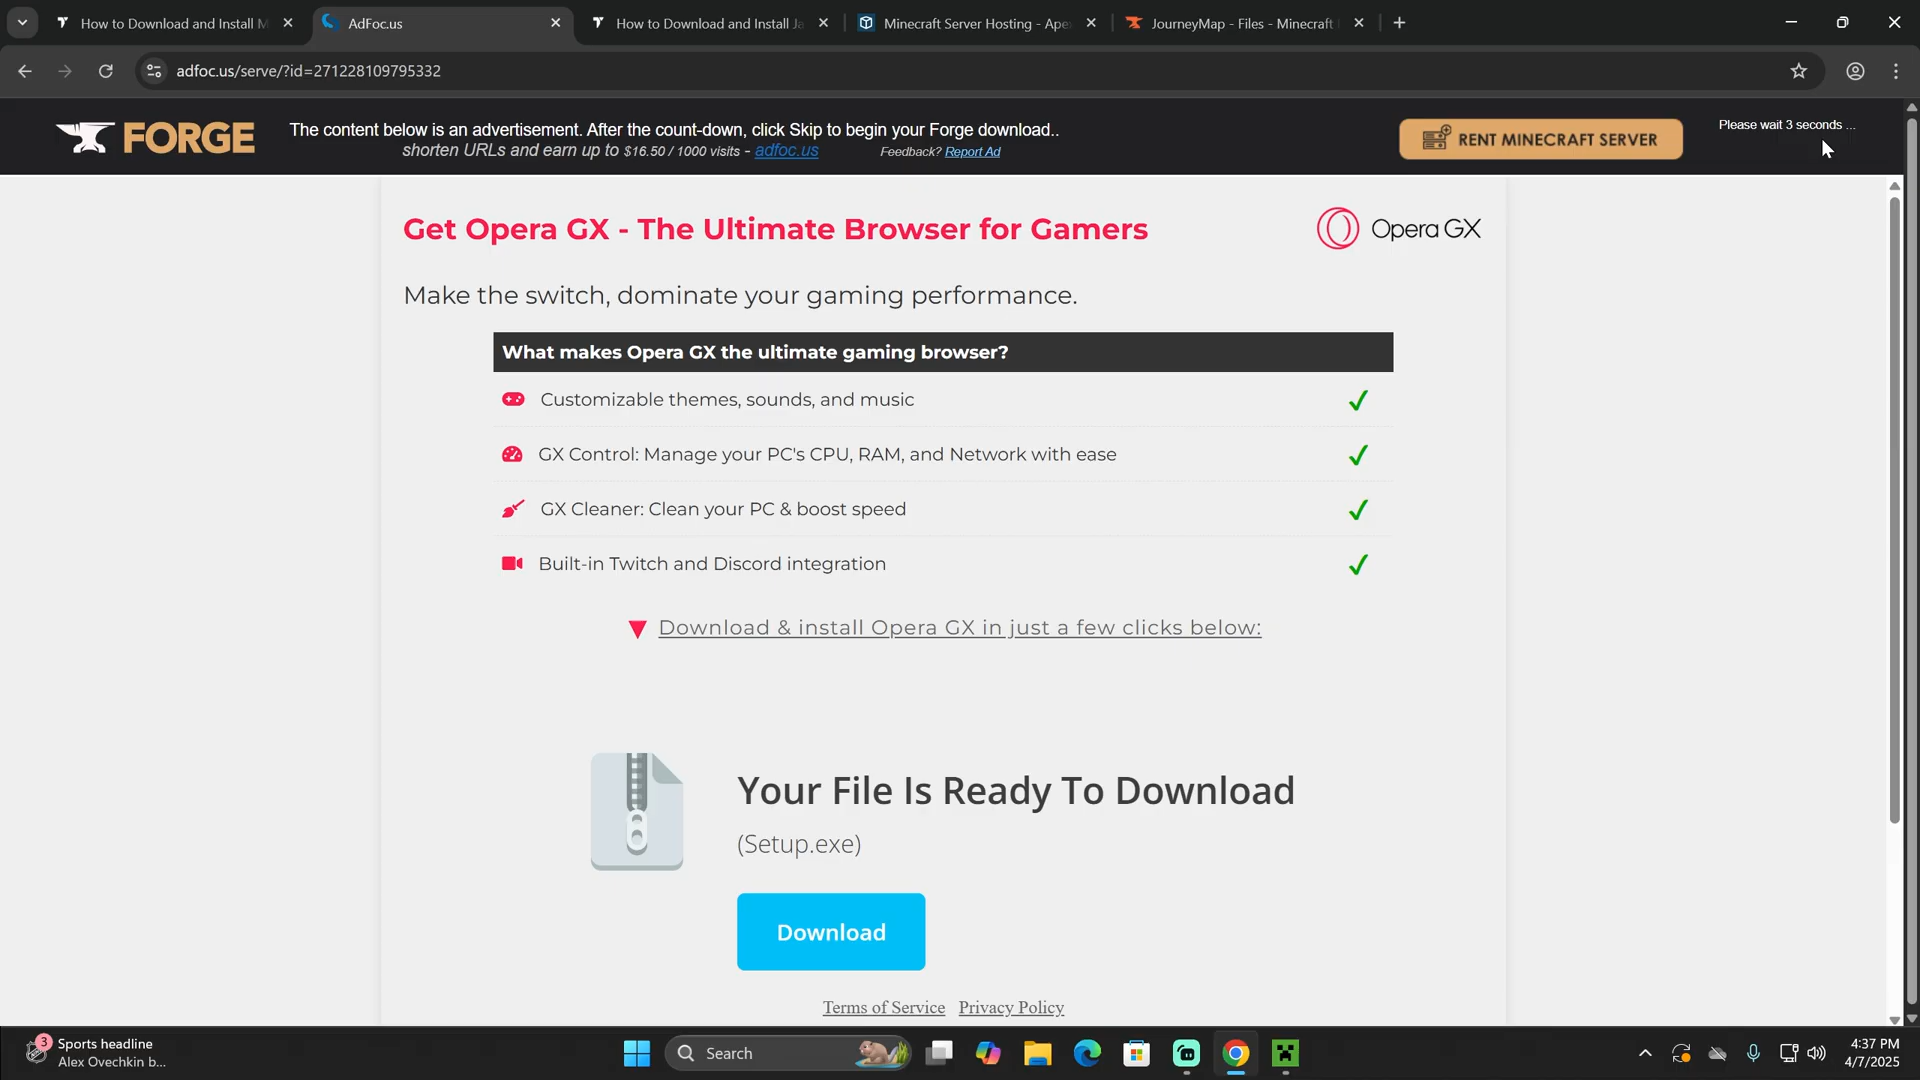 How to Download and Install M
AdFoc.us
How to Download and Install Ja
Minecraft Server Hosting - Ape
JourneyMap - Files - Minecraft
adfoc.us/serve/?id=271228109795332
FORGE
The content below is an advertisement. After the count-down, click Skip to begin your Forge download..
shorten URLs and earn up to $16.50 / 1000 visits - adfoc.us
Feedback? Report Ad
RENT MINECRAFT SERVER
Please wait 3 seconds ...
Get Opera GX - The Ultimate Browser for Gamers
Opera GX
Make the switch, dominate your gaming performance.
What makes Opera GX the ultimate gaming browser?
Customizable themes, sounds, and music
GX Control: Manage your PC's CPU, RAM, and Network with ease
GX Cleaner: Clean your PC & boost speed
Built-in Twitch and Discord integration
Download & install Opera GX in just a few clicks below:
Your File Is Ready To Download
(Setup.exe)
Download
Terms of Service Privacy Policy
3
Sports headline
Alex Ovechkin b...
Search
4:37 PM
4/7/2025